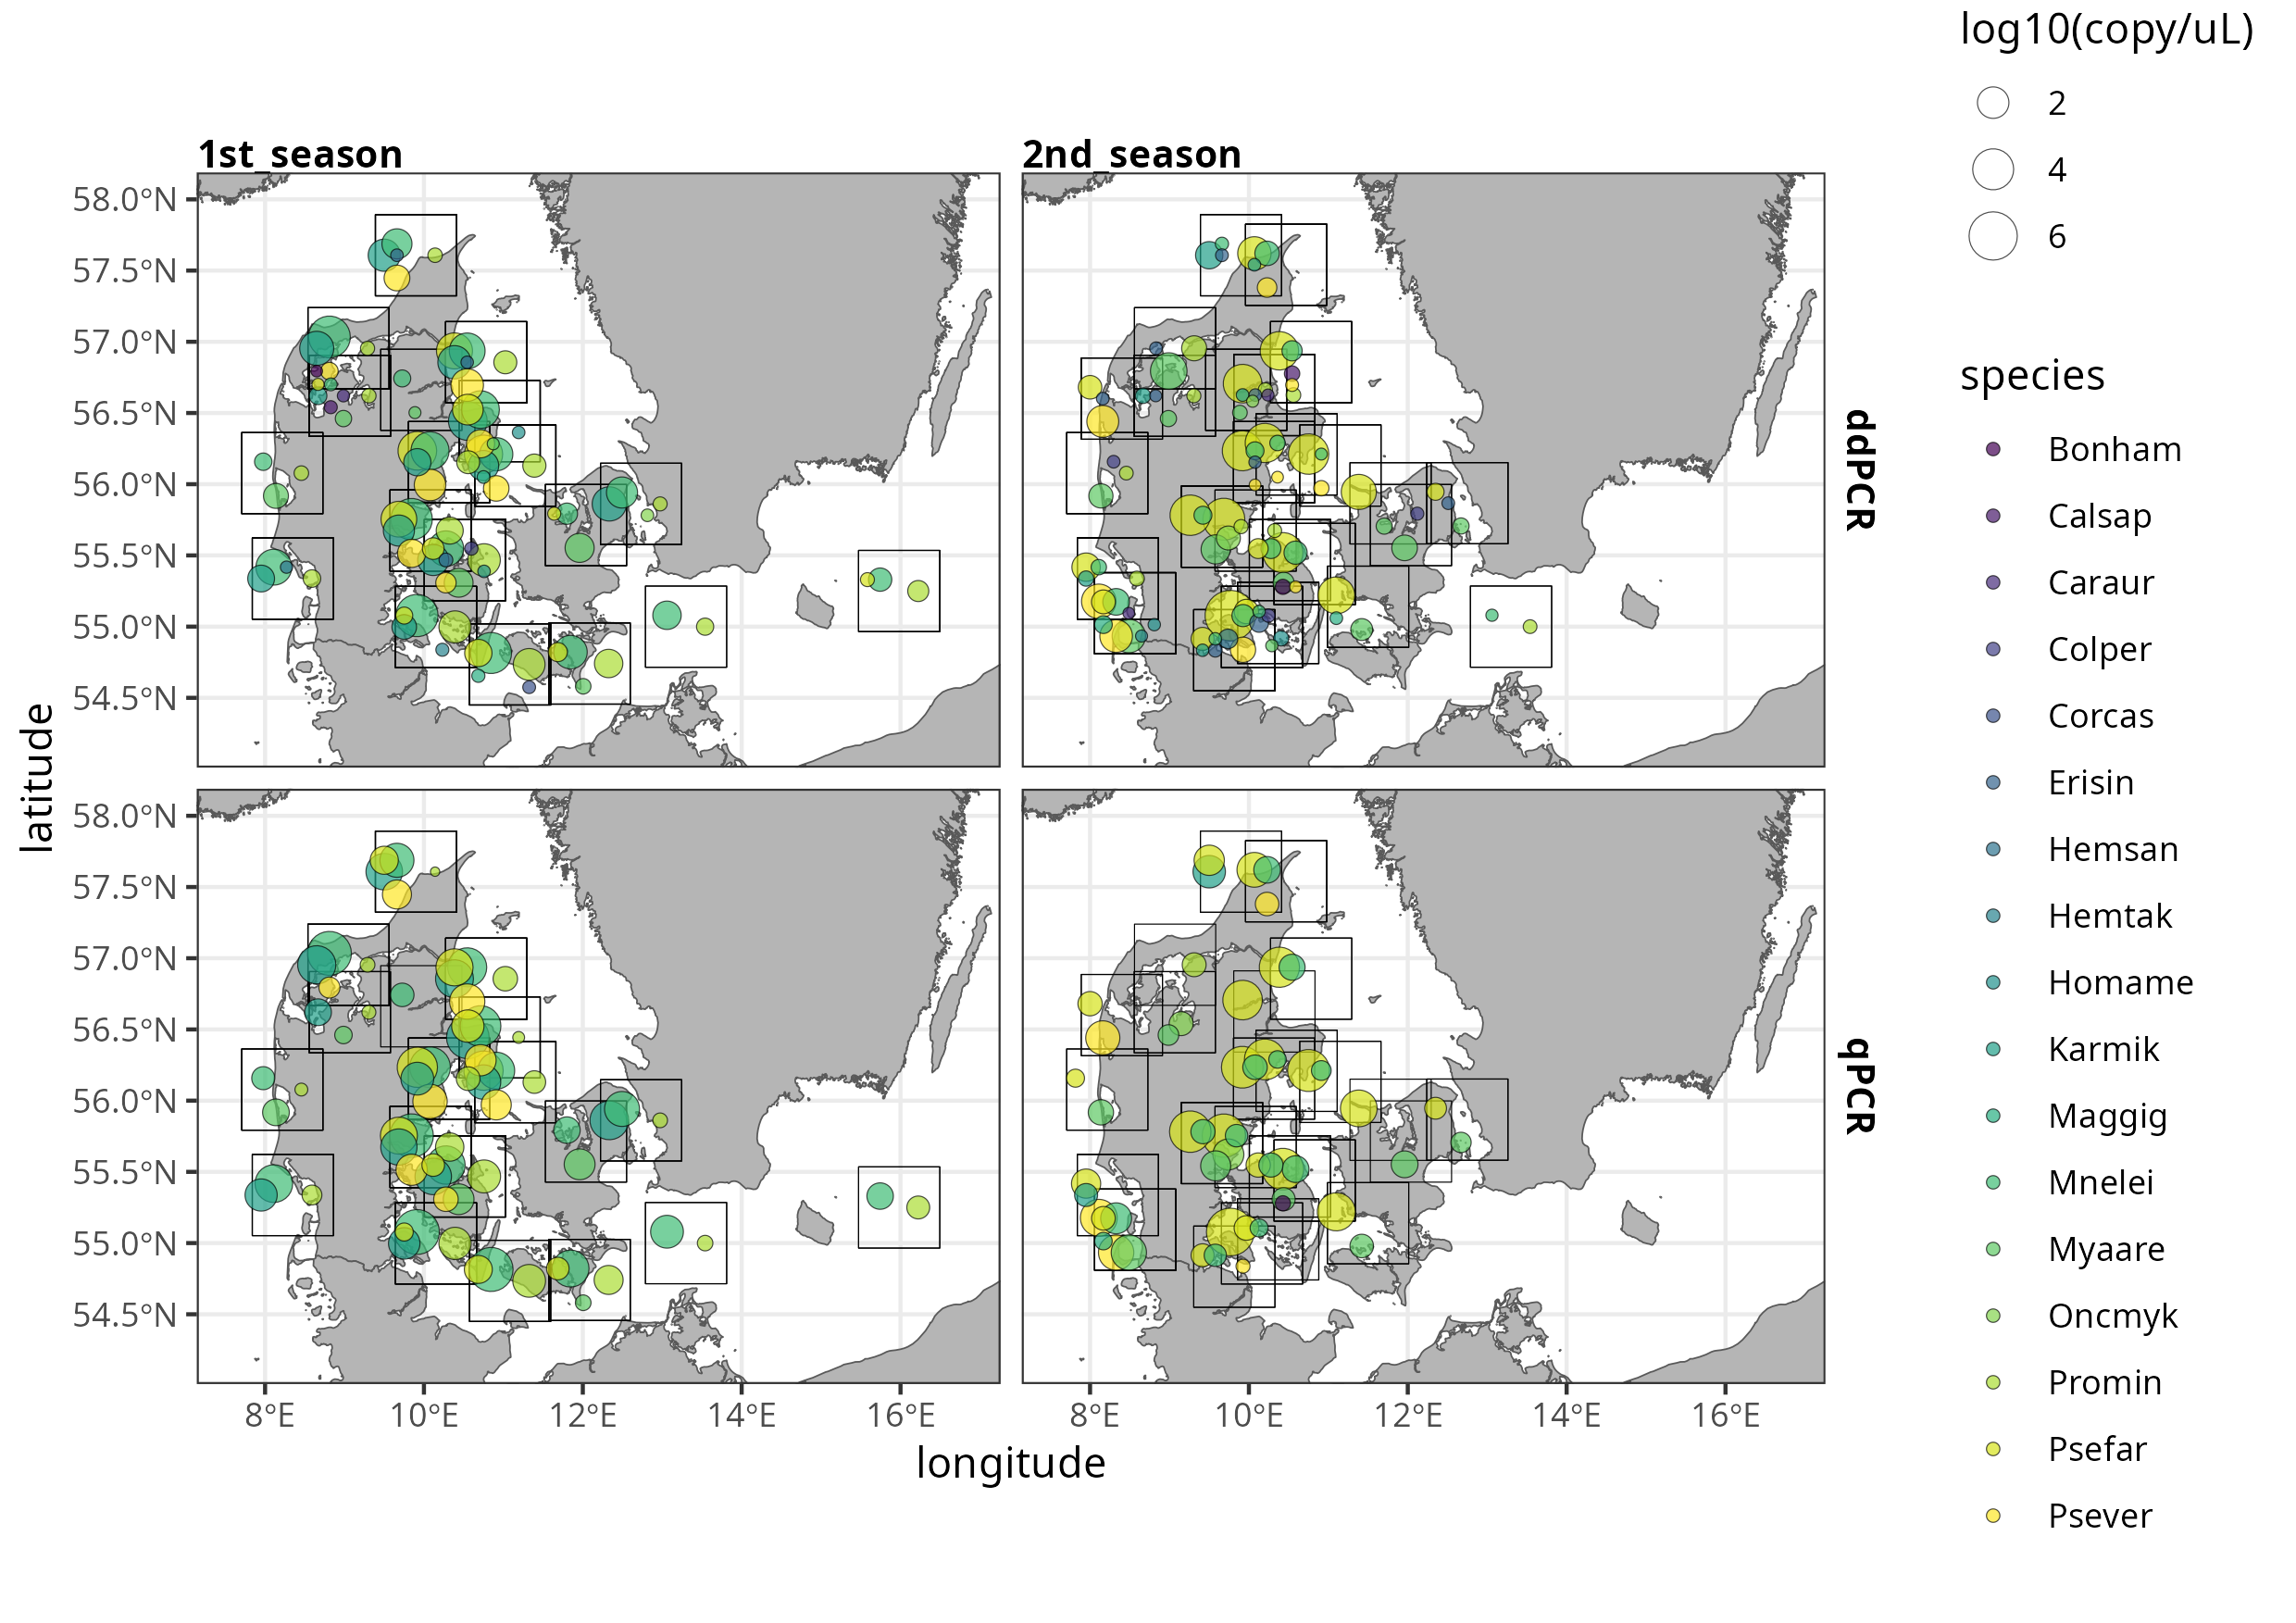 log10(copy/uL)
2
4
6
1st_season
2nd_season
58.0°N
57.5°N
57.0°N
56.5°N
56.0°N
55.5°N
55.0°N
54.5°N
ddPCR
58.0°N
57.5°N
57.0°N
56.5°N
56.0°N
55.5°N
55.0°N
54.5°N
qPCR
latitude
8°E 10°E 12°E 14°E 16°E
8°E 10°E 12°E 14°E 16°E
longitude
species
Bonham
Calsap
Caraur
Colper
Corcas
Erisin
Hemsan
Hemtak
Homame
Karmik
Maggig
Mnelei
Myaare
Oncmyk
Promin
Psefar
Psever